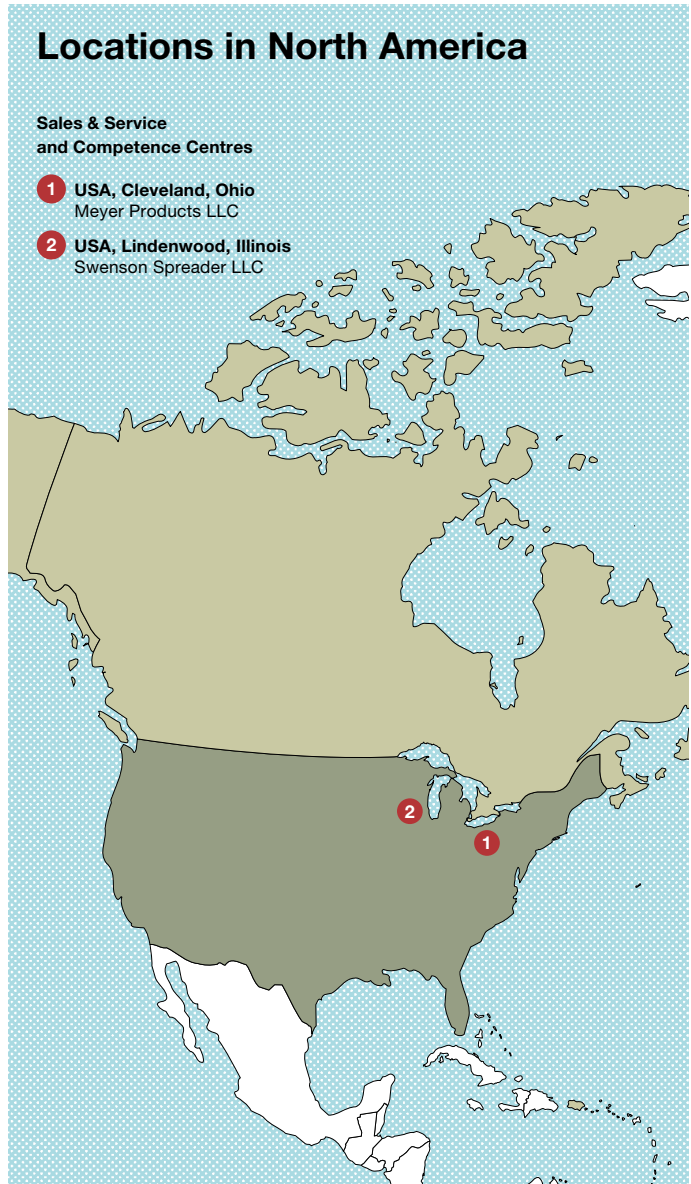 Locations in North America
Sales & Service
and Competence Centres
1 USA, Cleveland, Ohio
Meyer Products LLC
2 USA, Lindenwood, Illinois
Swenson Spreader LLC
2
1